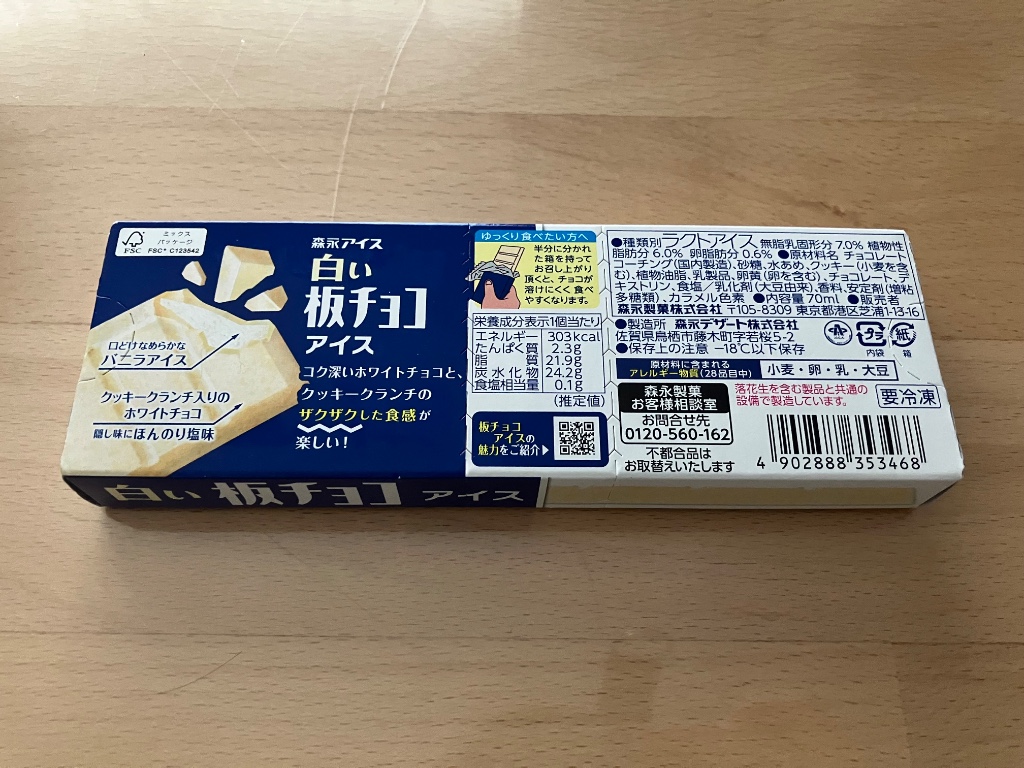 ミックス
パッケージ
FSC
FSC® C123642
森永アイス
白い
板チョコ
アイス
コク深いホワイトチョコと、
クッキークランチの
ザクザクした食感が
楽しい！
口どけなめらかな
バニラアイス
クッキークランチ入りの
ホワイトチョコ
隠し味にほんのり塩味
ゆっくり食べたい方へ
半分に分かれ
た箱を持って
お召し上がり
頂くと、チョコが
溶けにくく食べ
やすくなります。
栄養成分表示1個当たり
エネルギー 303kcal
たんぱく質 2.3g
脂質 21.9g
炭水化物 24.2g
食塩相当量 0.1g
(推定値)
板チョコ
アイスの
魅力をご紹介▶
●種類別 ラクトアイス 無脂乳固形分 7.0% 植物性
脂肪分 6.0% 卵脂肪分 0.6% ●原材料名 チョコレート
コーチング(国内製造)、砂糖、水あめ、クッキー(小麦を含
む)、植物油脂、乳製品、卵黄(卵を含む)、チョコレート、デ
キストリン、食塩／乳化剤(大豆由来)、香料、安定剤(増粘
多糖類)、カラメル色素 ●内容量 70ml ●販売者
森永製菓株式会社 〒105-8309 東京都港区芝浦1-13-16
●製造所 森永デザート株式会社
佐賀県鳥栖市藤木町字若桜5-2
●保存上の注意 −18℃以下保存
プラ
内袋
紙
箱
原材料に含まれる
アレルギー物質(28品目中)
小麦・卵・乳・大豆
森永製菓
お客様相談室
お問合せ先
0120-560-162
不都合品は
お取替えいたします
落花生を含む製品と共通の
設備で製造しています。
要冷凍
4 902888 353468
白い 板チョコ アイス